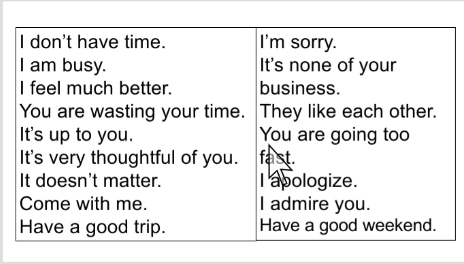 I don’t have time.
I am busy.
I feel much better.
You are wasting your time.
It’s up to you.
It’s very thoughtful of you.
It doesn’t matter.
Come with me.
Have a good trip.
I’m sorry.
It’s none of your
business.
They like each other.
You are going too
fast.
I apologize.
I admire you.
Have a good weekend.